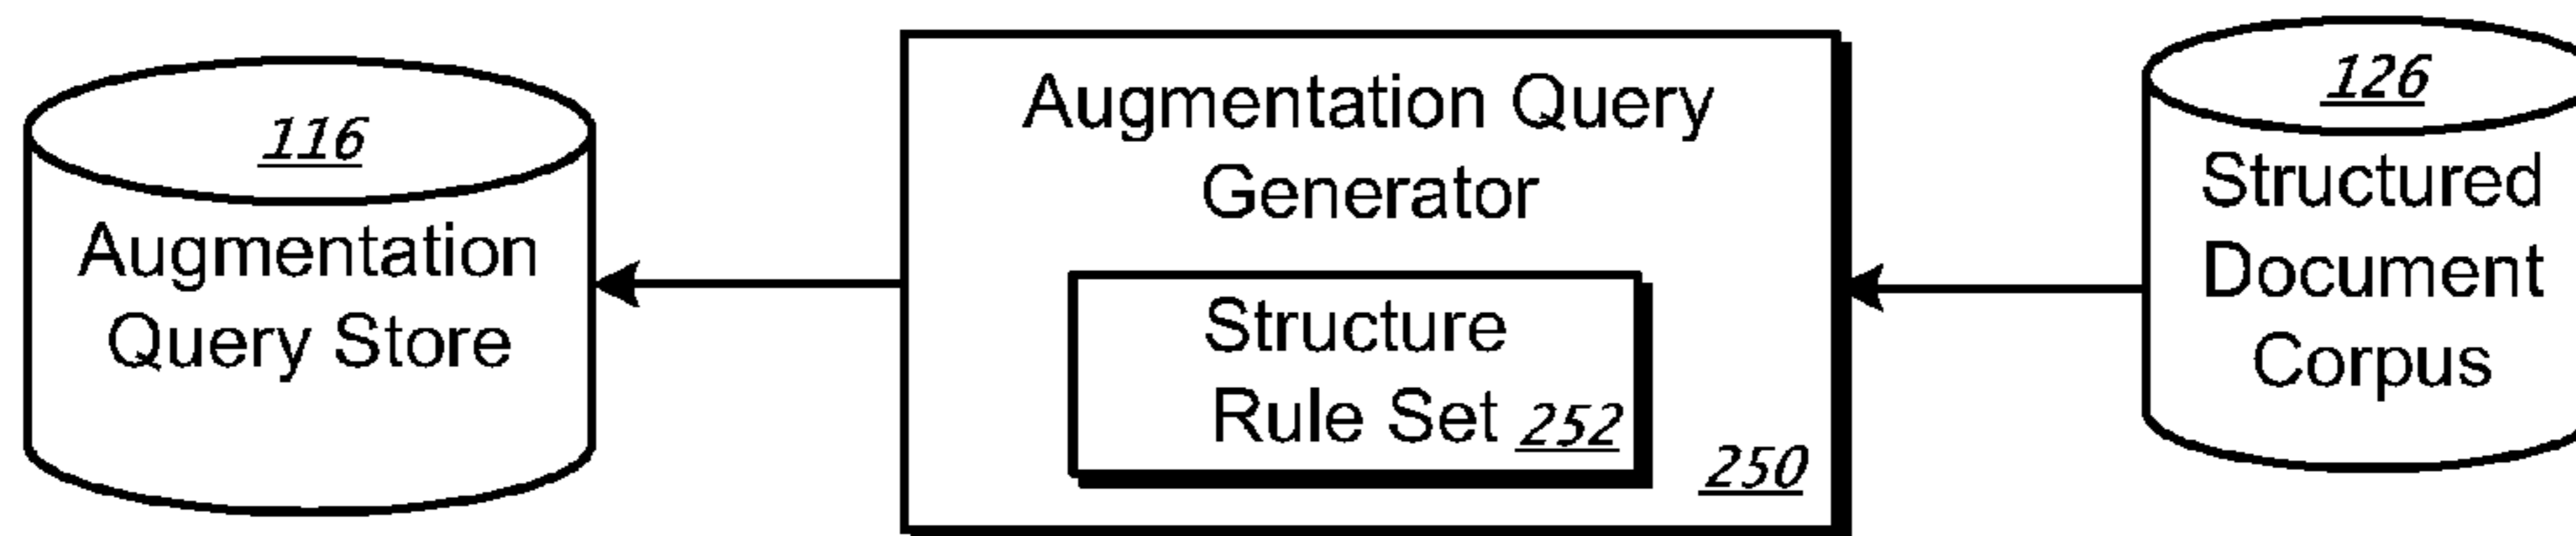 116
Augmentation
Query Store
Augmentation Query
Generator
Structure
Rule Set 252
250
126
Structured
Document
Corpus